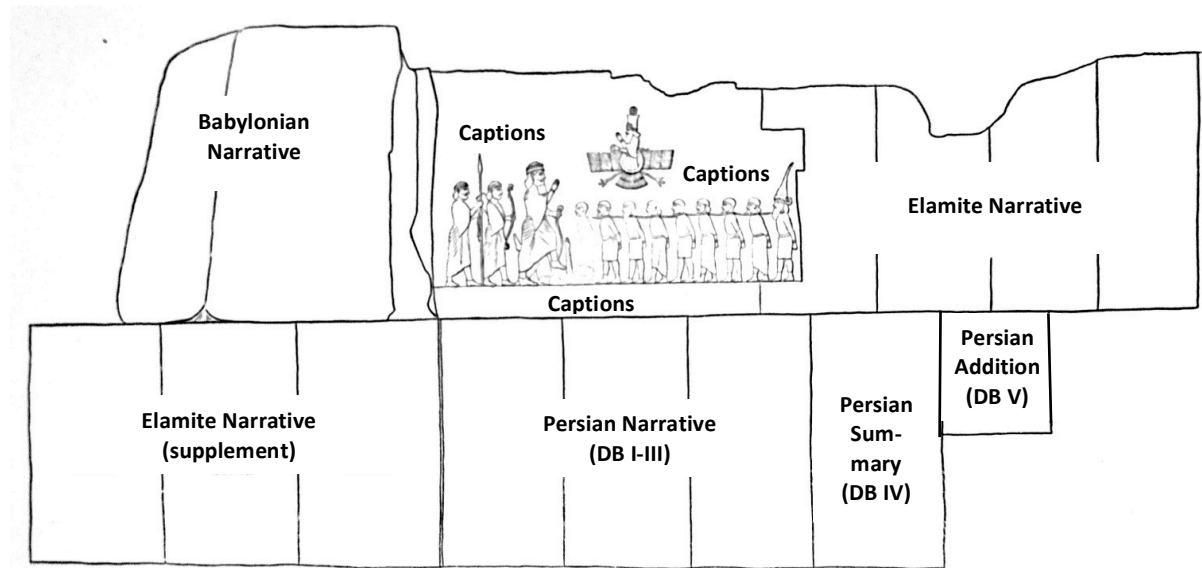 Babylonian
Narrative
Captions
Captions
Elamite Narrative
Captions
Elamite Narrative
(supplement)
Persian Narrative
(DB I-III)
Persian
Sum-
mary
(DB IV)
Persian
Addition
(DB V)